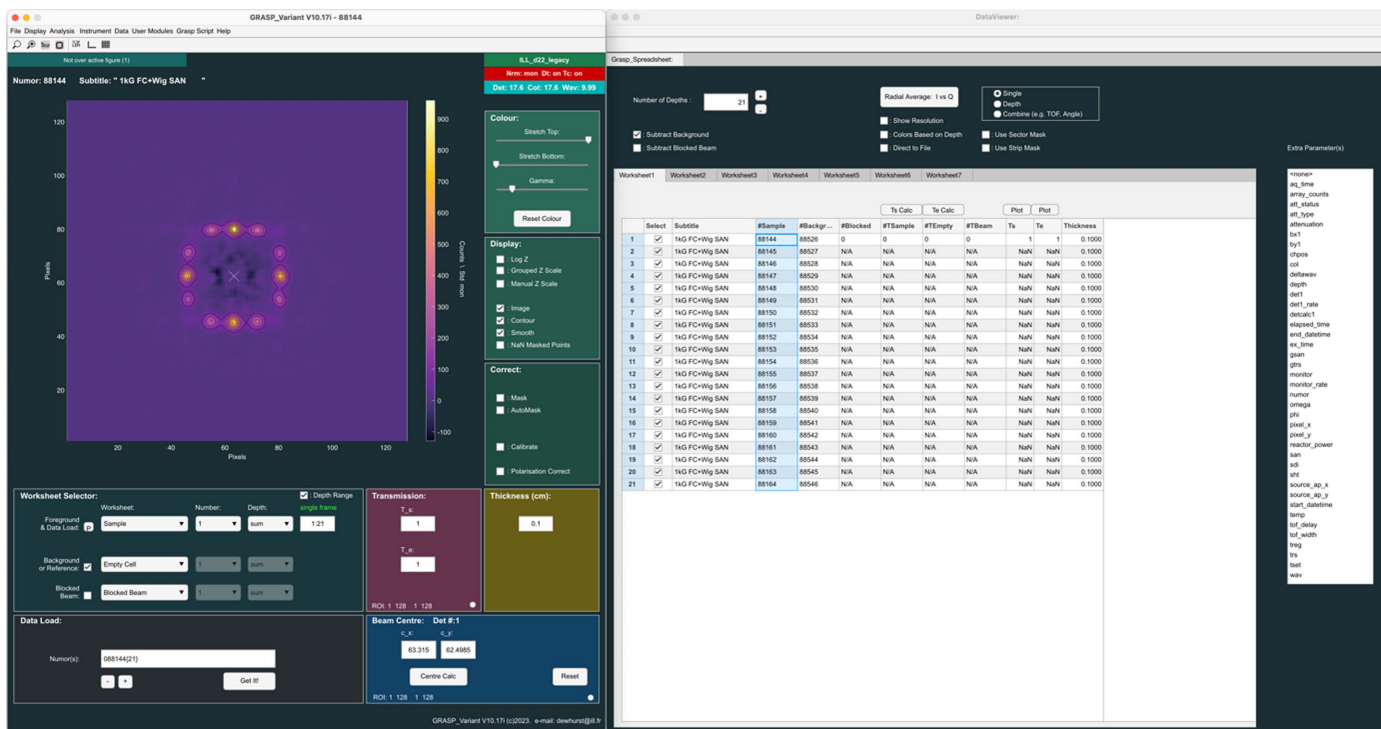 GRASP_Variant V10.17i - 88144
DataViewer:
File Display Analysis Instrument Data User Modules Grasp Script Help
Not over active figure (1)
ILL_d22_legacy
Nrm: mon Dt: on Tc: on
Det: 17.6 Col: 17.6 Wav: 9.99
Numor: 88144 Subtitle: " 1kG FC+Wig SAN "
120
100
80
60
40
20
Pixels
20 40 60 80 100 120
Pixels
900
800
700
600
500
400
300
200
100
0
-100
Counts \ Std mon
Colour:
Stretch Top:
Stretch Bottom:
Gamma:
Reset Colour
Display:
: Log Z
: Grouped Z Scale
: Manual Z Scale
: Image
: Contour
: Smooth
: NaN Masked Points
Correct:
: Mask
: AutoMask
: Calibrate
: Polarisation Correct
Worksheet Selector:
: Depth Range
Worksheet: Number: Depth: single frame
Foreground
& Data Load: p Sample 1 sum 1:21
Background
or Reference: Empty Cell 1 sum
Blocked
Beam: Blocked Beam 1 sum
Transmission:
T_s:
1
T_e:
1
ROI: 1 128 1 128
Thickness (cm):
0.1
Data Load:
Numor(s): 088144{21}
- +
Get It!
Beam Centre: Det #:1
c_x: c_y:
63.315 62.4985
Centre Calc Reset
ROI: 1 128 1 128
GRASP_Variant V10.17i (c)2023. e-mail: dewhurst@ill.fr
Grasp_Spreadsheet:
Number of Depths : 21
+
-
: Subtract Background
: Subtract Blocked Beam
Radial Average: I vs Q
: Show Resolution
: Colors Based on Depth
: Direct to File
Single
Depth
Combine (e.g. TOF, Angle)
: Use Sector Mask
: Use Strip Mask
Worksheet1 Worksheet2 Worksheet3 Worksheet4 Worksheet5 Worksheet6 Worksheet7
Ts Calc Te Calc Plot Plot
Select Subtitle #Sample #Backgr... #Blocked #TSample #TEmpty #TBeam Ts Te Thickness
1 1kG FC+Wig SAN 88144 88526 0 0 0 0 1 1 0.1000
2 1kG FC+Wig SAN 88145 88527 N/A N/A N/A N/A NaN NaN 0.1000
3 1kG FC+Wig SAN 88146 88528 N/A N/A N/A N/A NaN NaN 0.1000
4 1kG FC+Wig SAN 88147 88529 N/A N/A N/A N/A NaN NaN 0.1000
5 1kG FC+Wig SAN 88148 88530 N/A N/A N/A N/A NaN NaN 0.1000
6 1kG FC+Wig SAN 88149 88531 N/A N/A N/A N/A NaN NaN 0.1000
7 1kG FC+Wig SAN 88150 88532 N/A N/A N/A N/A NaN NaN 0.1000
8 1kG FC+Wig SAN 88151 88533 N/A N/A N/A N/A NaN NaN 0.1000
9 1kG FC+Wig SAN 88152 88534 N/A N/A N/A N/A NaN NaN 0.1000
10 1kG FC+Wig SAN 88153 88535 N/A N/A N/A N/A NaN NaN 0.1000
11 1kG FC+Wig SAN 88154 88536 N/A N/A N/A N/A NaN NaN 0.1000
12 1kG FC+Wig SAN 88155 88537 N/A N/A N/A N/A NaN NaN 0.1000
13 1kG FC+Wig SAN 88156 88538 N/A N/A N/A N/A NaN NaN 0.1000
14 1kG FC+Wig SAN 88157 88539 N/A N/A N/A N/A NaN NaN 0.1000
15 1kG FC+Wig SAN 88158 88540 N/A N/A N/A N/A NaN NaN 0.1000
16 1kG FC+Wig SAN 88159 88541 N/A N/A N/A N/A NaN NaN 0.1000
17 1kG FC+Wig SAN 88160 88542 N/A N/A N/A N/A NaN NaN 0.1000
18 1kG FC+Wig SAN 88161 88543 N/A N/A N/A N/A NaN NaN 0.1000
19 1kG FC+Wig SAN 88162 88544 N/A N/A N/A N/A NaN NaN 0.1000
20 1kG FC+Wig SAN 88163 88545 N/A N/A N/A N/A NaN NaN 0.1000
21 1kG FC+Wig SAN 88164 88546 N/A N/A N/A N/A NaN NaN 0.1000
Extra Parameter(s)
<none>
aq_time
array_counts
att_status
att_type
attenuation
bx1
by1
chpos
col
deltawav
depth
det1
det1_rate
detcalc1
elapsed_time
end_datetime
ex_time
gsan
gtrs
monitor
monitor_rate
numor
omega
phi
pixel_x
pixel_y
reactor_power
san
sdi
sht
source_ap_x
source_ap_y
start_datetime
temp
tof_delay
tof_width
treg
trs
tset
wav